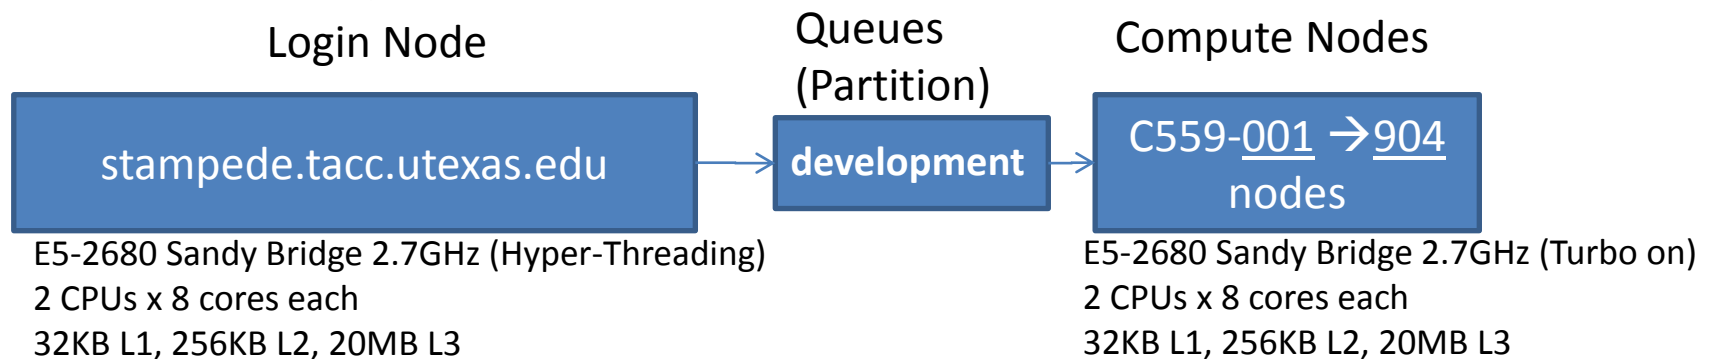 Login Node
stampede.tacc.utexas.edu
E5-2680 Sandy Bridge 2.7GHz (Hyper-Threading)
2 CPUs x 8 cores each
32KB L1, 256KB L2, 20MB L3
Queues
(Partition)
development
Compute Nodes
C559-001 →904
nodes
E5-2680 Sandy Bridge 2.7GHz (Turbo on)
2 CPUs x 8 cores each
32KB L1, 256KB L2, 20MB L3